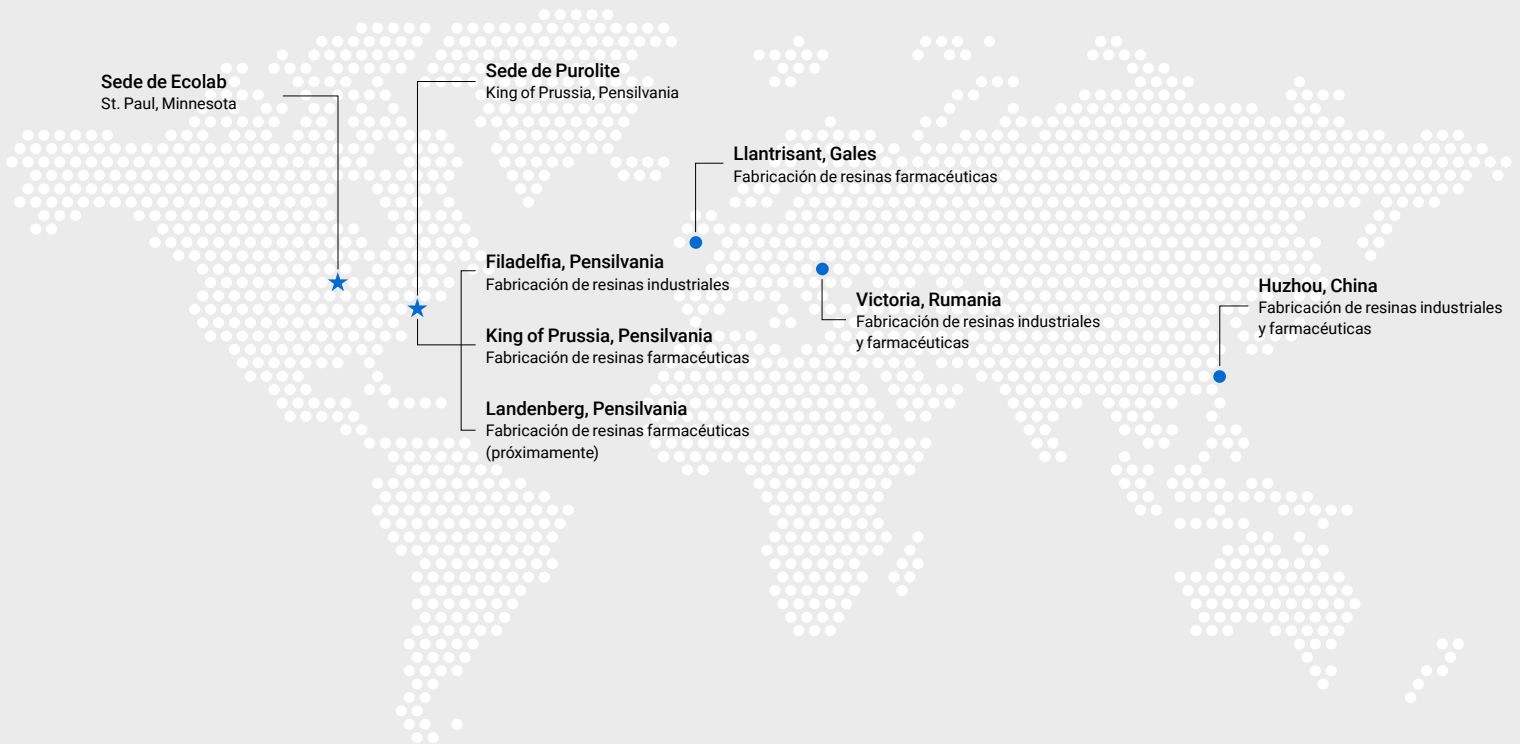 Sede de Ecolab
St. Paul, Minnesota
Sede de Purolite
King of Prussia, Pensilvania
Llantrisant, Gales
Fabricación de resinas farmacéuticas
Filadelfia, Pensilvania
Fabricación de resinas industriales
King of Prussia, Pensilvania
Fabricación de resinas farmacéuticas
Landenberg, Pensilvania
Fabricación de resinas farmacéuticas
(próximamente)
Victoria, Rumania
Fabricación de resinas industriales
y farmacéuticas
Huzhou, China
Fabricación de resinas industriales
y farmacéuticas